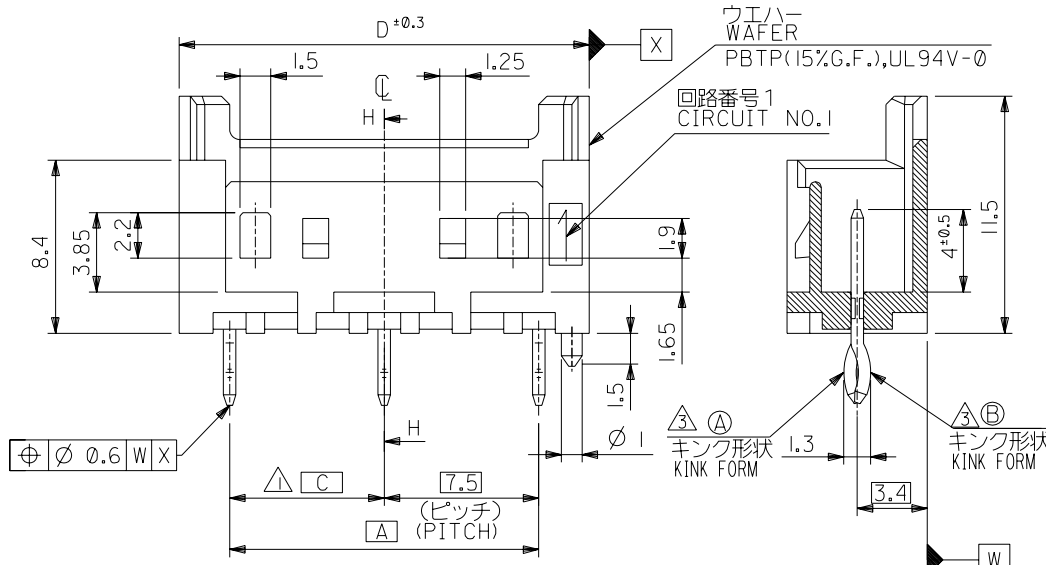 D ±0.3
X
ウエハー
WAFER
PBTP(15%G.F.),UL94V-0
1.5
1.25
℄
H
回路番号1
CIRCUIT NO.1
8.4
3.85
2.2
1
1.9
1.65
1.5
4±0.5
11.5
⌖ Ø 0.6 W X
H
Ø 1
3 A
キンク形状
KINK FORM
1.3
3 B
キンク形状
KINK FORM
1 C
7.5
(ピッチ)
(PITCH)
A
3.4
W